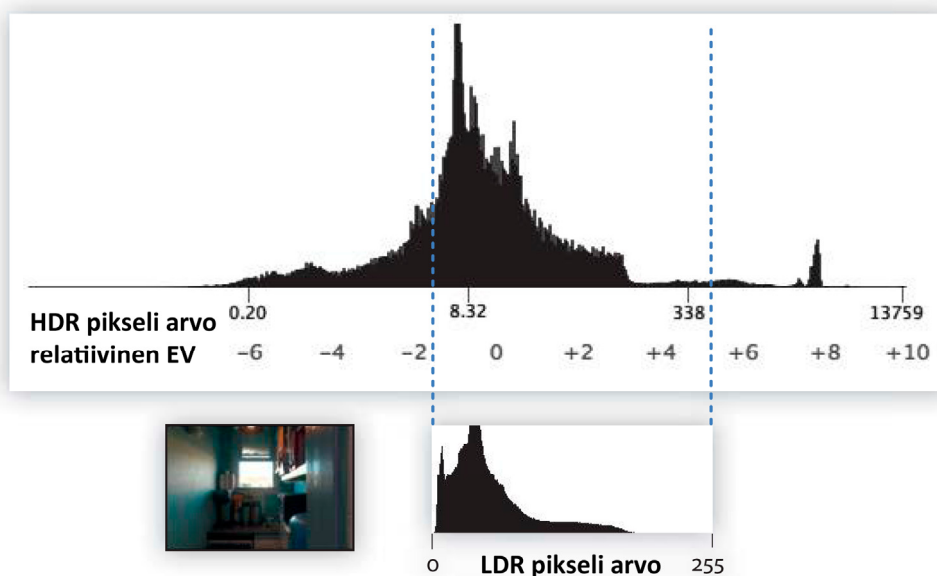 0.20 8.32 338 13759
HDR pikseli arvo
relatiivinen EV −6 −4 −2 0 +2 +4 +6 +8 +10
0 LDR pikseli arvo 255